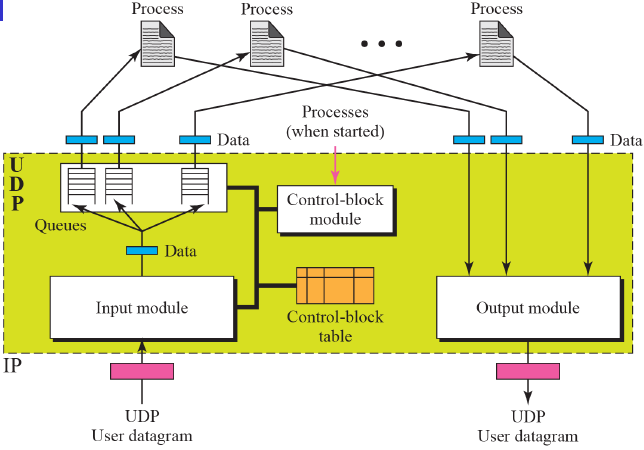 Process
Process
Process
Processes
(when started)
Data
Data
U
D
P
Control-block
module
Queues
Data
Input module
Control-block
table
Output module
IP
UDP
User datagram
UDP
User datagram